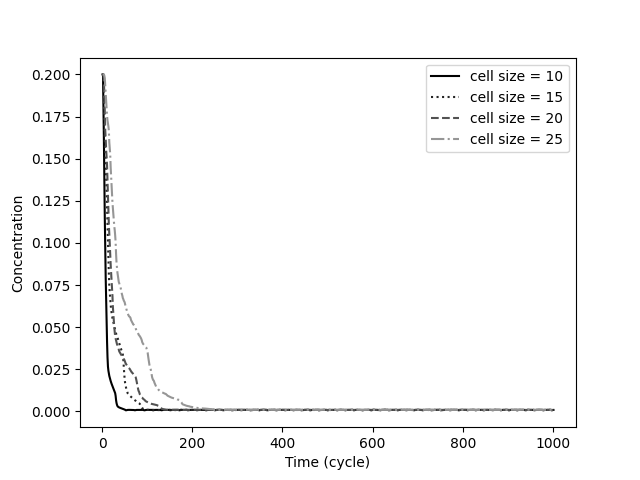 cell size = 10
cell size = 15
cell size = 20
cell size = 25
0.200
0.175
0.150
0.125
0.100
0.075
0.050
0.025
0.000
Concentration
0 200 400 600 800 1000
Time (cycle)